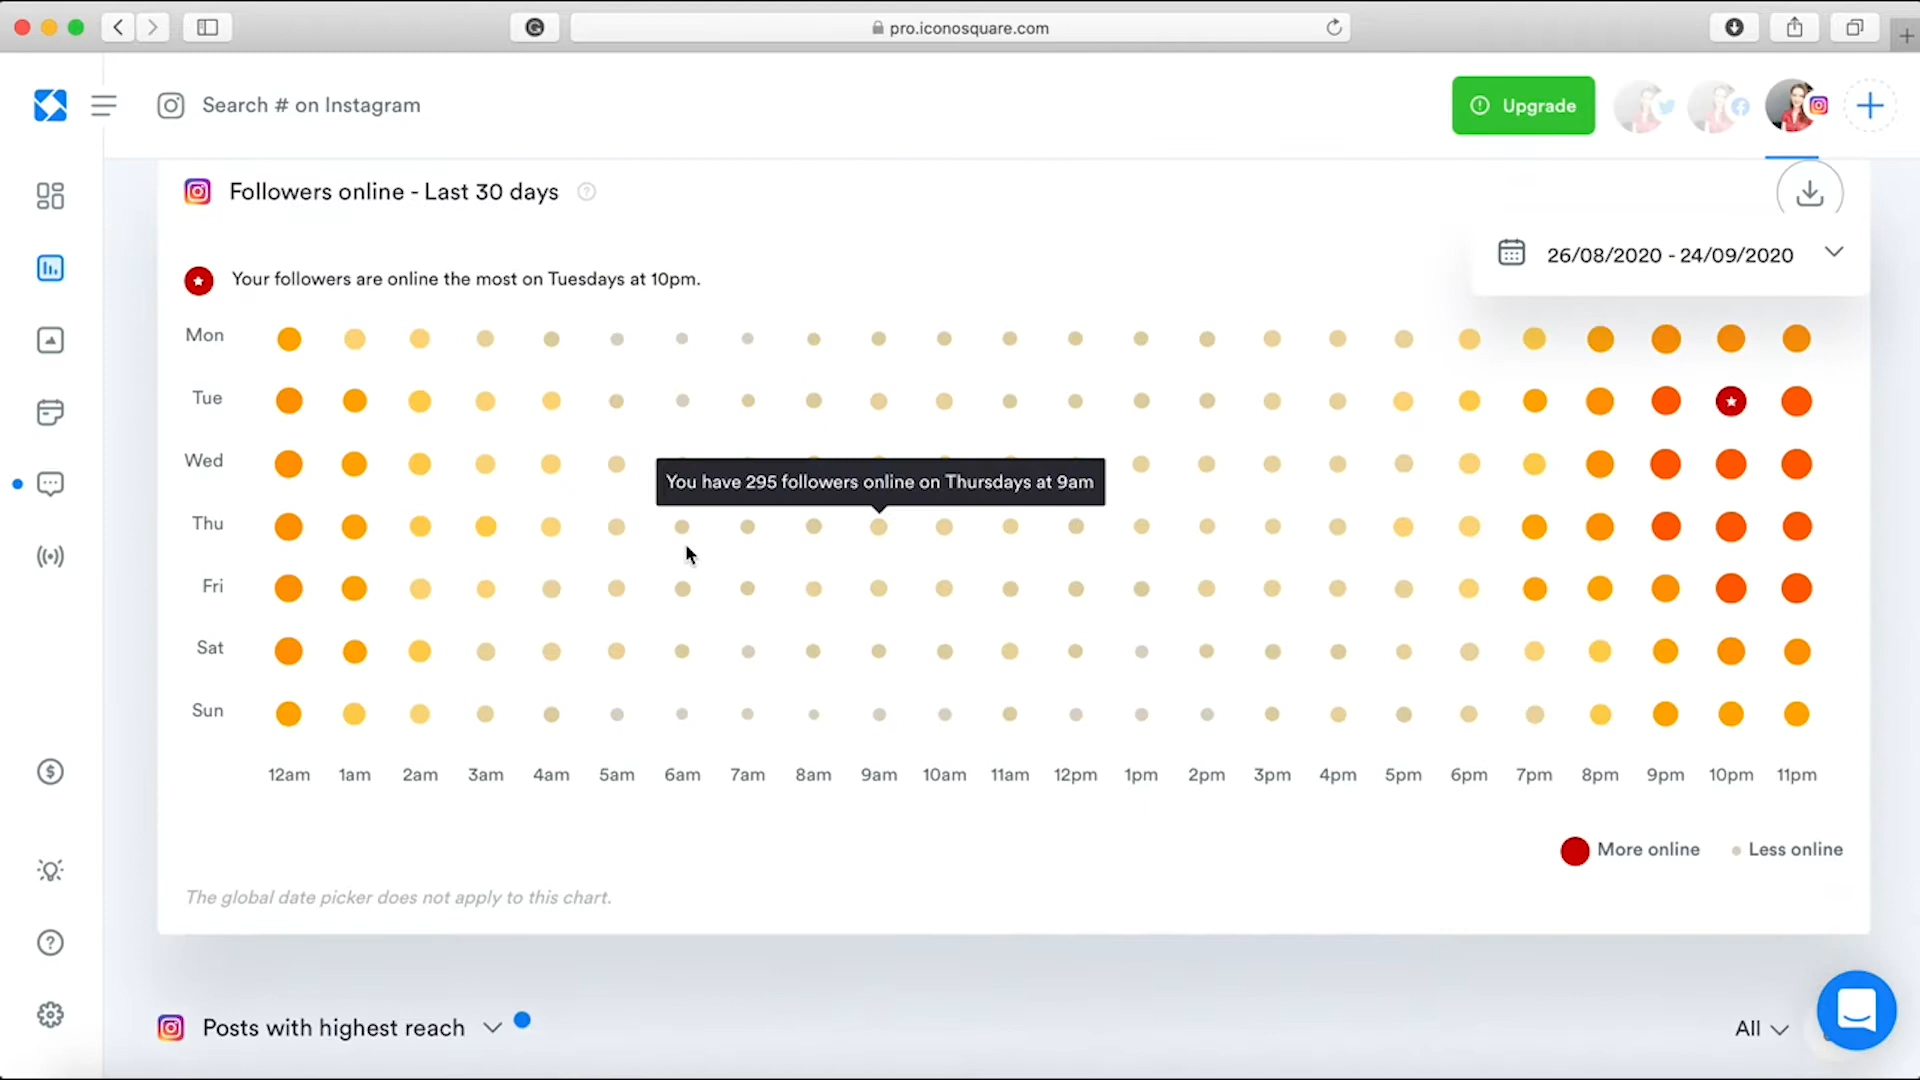 pro.iconosquare.com
Search # on Instagram
Upgrade
Followers online - Last 30 days
26/08/2020 - 24/09/2020
Your followers are online the most on Tuesdays at 10pm.
Mon
Tue
Wed
You have 295 followers online on Thursdays at 9am
Thu
Fri
Sat
Sun
12am 1am 2am 3am 4am 5am 6am 7am 8am 9am 10am 11am 12pm 1pm 2pm 3pm 4pm 5pm 6pm 7pm 8pm 9pm 10pm 11pm
More online Less online
The global date picker does not apply to this chart.
Posts with highest reach
All